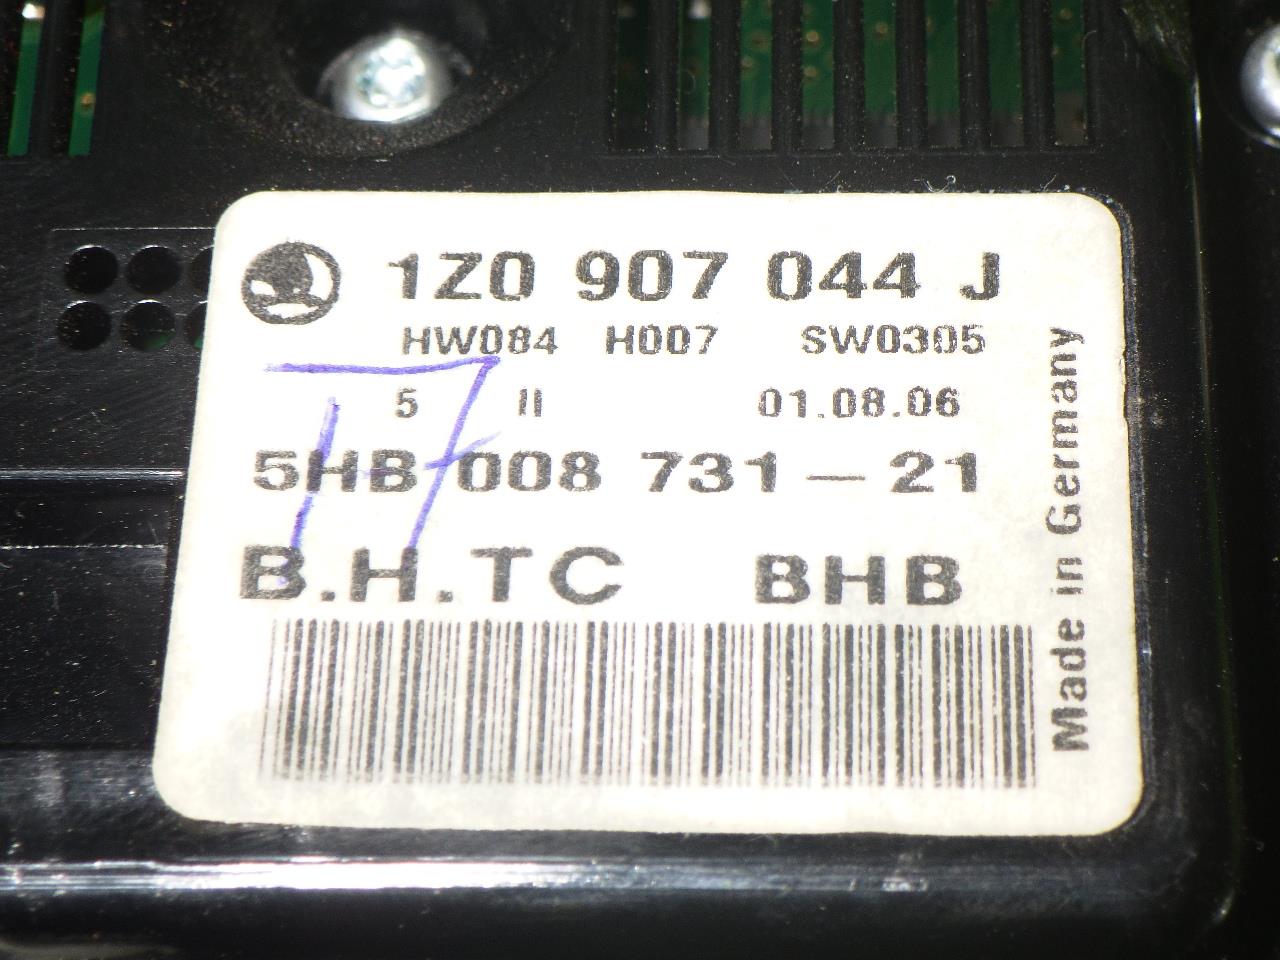 1Z0 907 044 J
HW084 H007 SW0305
5 II 01.08.06
17
5HB 008 731-21
B.H.TC BHB
Made in Germany